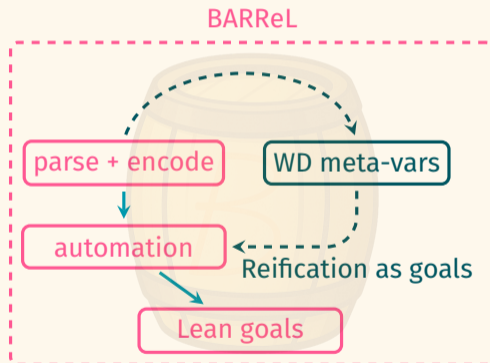 BARReL
parse + encode
WD meta-vars
automation
Reification as goals
Lean goals